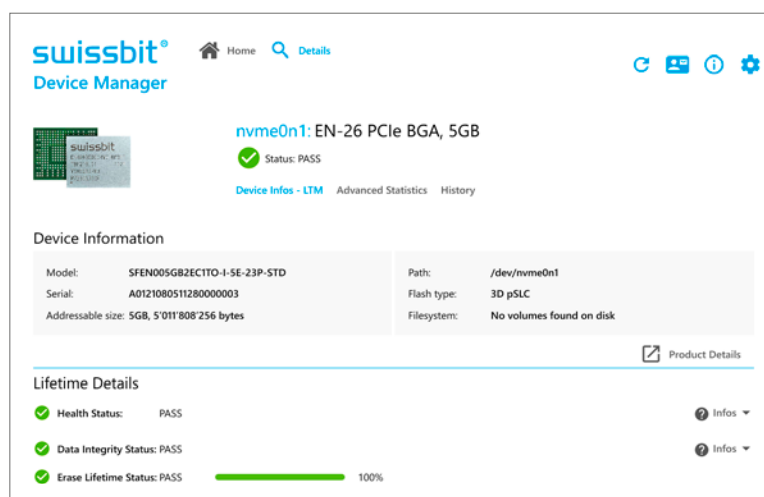 swissbit®
Home
Details
Device Manager
swissbit
nvme0n1: EN-26 PCIe BGA, 5GB
Status: PASS
Device Infos - LTM Advanced Statistics History
Device Information
Model: SFEN005GB2EC1TO-I-5E-23P-STD
Path: /dev/nvme0n1
Serial: A0121080511280000003
Flash type: 3D pSLC
Addressable size: 5GB, 5'011'808'256 bytes
Filesystem: No volumes found on disk
Product Details
Lifetime Details
Health Status: PASS
Infos
Data Integrity Status: PASS
Infos
Erase Lifetime Status: PASS 100%